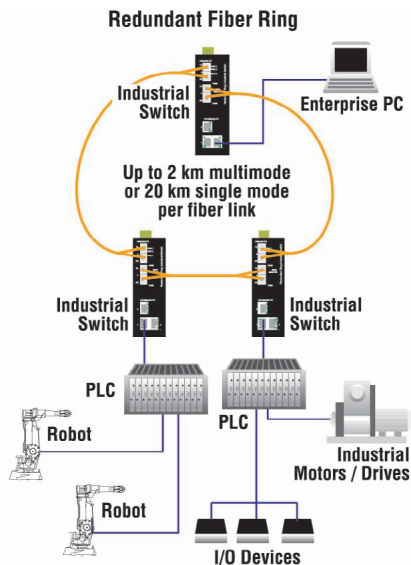 Redundant Fiber Ring
Industrial
Switch
Enterprise PC
Up to 2 km multimode
or 20 km single mode
per fiber link
Industrial
Switch
Industrial
Switch
PLC
PLC
Robot
Industrial
Motors / Drives
Robot
I/O Devices